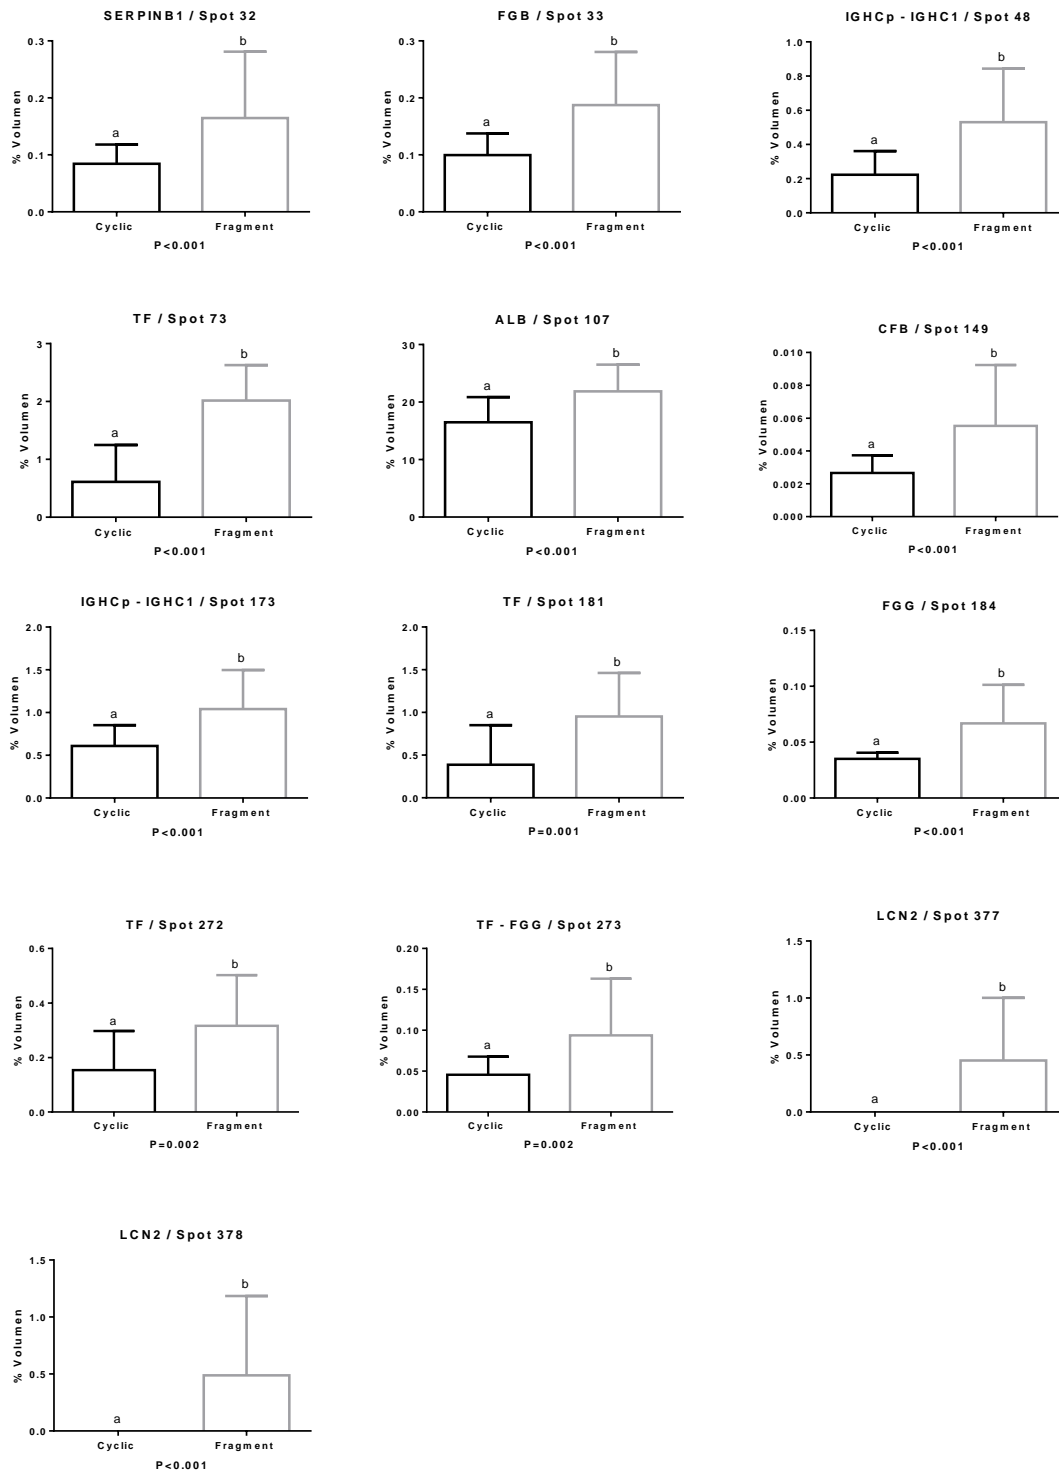 SERPINB1 / Spot 32
% Volumen
0.3
0.2
0.1
0.0
a
b
Cyclic
Fragment
P<0.001
FGB / Spot 33
% Volumen
0.3
0.2
0.1
0.0
a
b
Cyclic
Fragment
P<0.001
IGHCp - IGHC1 / Spot 48
% Volumen
1.0
0.8
0.6
0.4
0.2
0.0
a
b
Cyclic
Fragment
P<0.001
TF / Spot 73
% Volumen
3
2
1
0
a
b
Cyclic
Fragment
P<0.001
ALB / Spot 107
% Volumen
30
20
10
0
a
b
Cyclic
Fragment
P<0.001
CFB / Spot 149
% Volumen
0.010
0.008
0.006
0.004
0.002
0.000
a
b
Cyclic
Fragment
P<0.001
IGHCp - IGHC1 / Spot 173
% Volumen
2.0
1.5
1.0
0.5
0.0
a
b
Cyclic
Fragment
P<0.001
TF / Spot 181
% Volumen
2.0
1.5
1.0
0.5
0.0
a
b
Cyclic
Fragment
P=0.001
FGG / Spot 184
% Volumen
0.15
0.10
0.05
0.00
a
b
Cyclic
Fragment
P<0.001
TF / Spot 272
% Volumen
0.6
0.4
0.2
0.0
a
b
Cyclic
Fragment
P=0.002
TF - FGG / Spot 273
% Volumen
0.20
0.15
0.10
0.05
0.00
a
b
Cyclic
Fragment
P=0.002
LCN2 / Spot 377
% Volumen
1.5
1.0
0.5
0.0
a
b
Cyclic
Fragment
P<0.001
LCN2 / Spot 378
% Volumen
1.5
1.0
0.5
0.0
a
b
Cyclic
Fragment
P<0.001